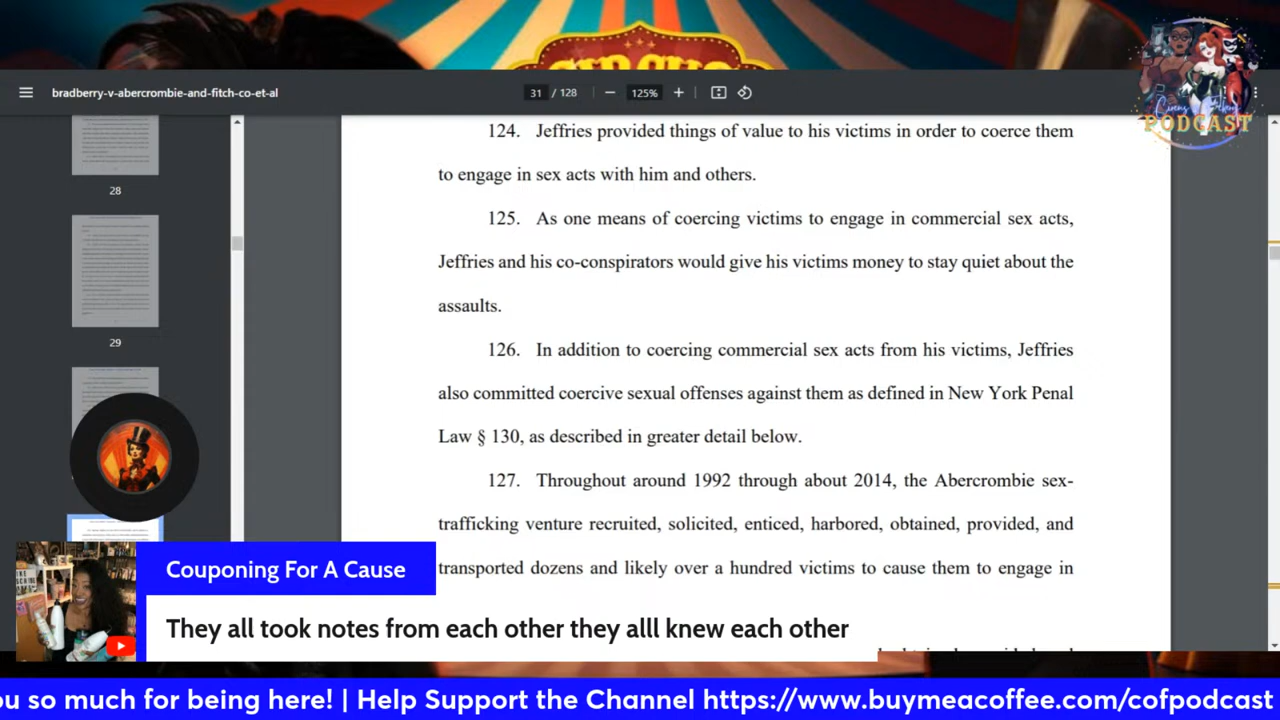 bradberry-v-abercrombie-and-fitch-co-et-al
31 / 128
125%
PODCAST
28
29
124. Jeffries provided things of value to his victims in order to coerce them
to engage in sex acts with him and others.
125. As one means of coercing victims to engage in commercial sex acts,
Jeffries and his co-conspirators would give his victims money to stay quiet about the
assaults.
126. In addition to coercing commercial sex acts from his victims, Jeffries
also committed coercive sexual offenses against them as defined in New York Penal
Law § 130, as described in greater detail below.
127. Throughout around 1992 through about 2014, the Abercrombie sex-
trafficking venture recruited, solicited, enticed, harbored, obtained, provided, and
transported dozens and likely over a hundred victims to cause them to engage in
Couponing For A Cause
They all took notes from each other they alll knew each other
ou so much for being here! | Help Support the Channel https://www.buymeacoffee.com/cofpodcast